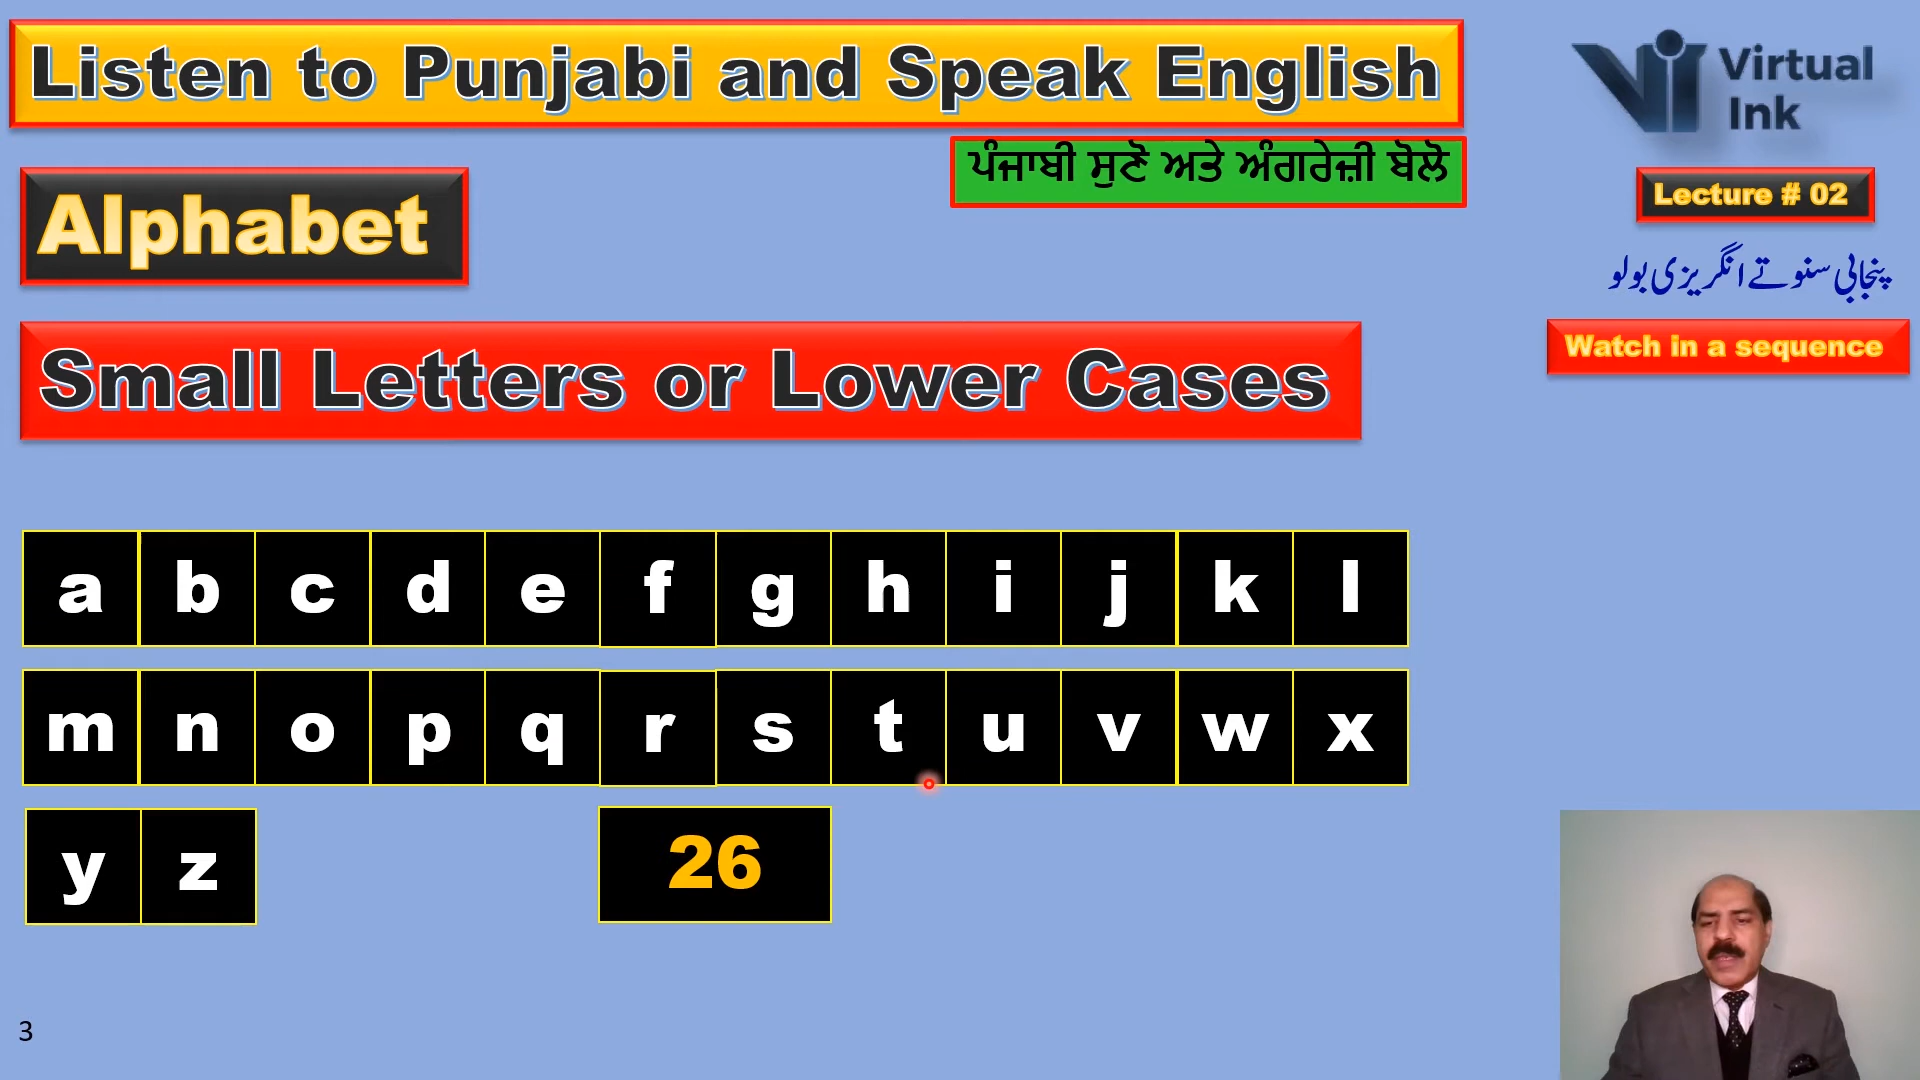 Listen to Punjabi and Speak English
Virtual
Ink
ਪੰਜਾਬੀ ਸੁਣੋ ਅਤੇ ਅੰਗਰੇਜ਼ੀ ਬੋਲੋ
Lecture # 02
Alphabet
پنجابی سنو تے انگریزی بولو
Watch in a sequence
Small Letters or Lower Cases
a b c d e f g h i j k l
m n o p q r s t u v w x
y z 26
3